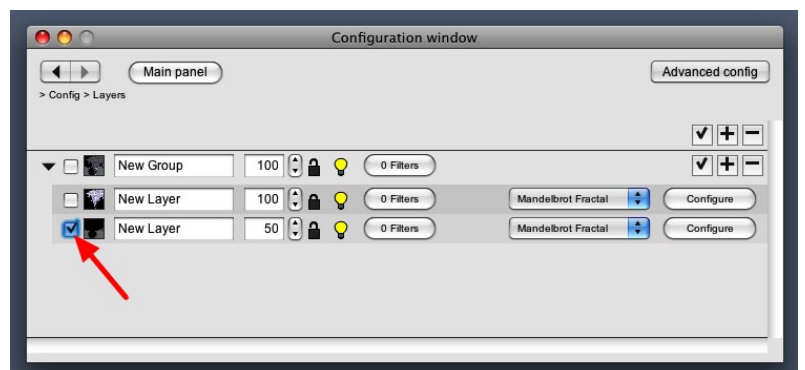 Configuration window
Main panel
Advanced config
> Config > Layers
New Group 100 0 Filters
New Layer 100 0 Filters Mandelbrot Fractal Configure
New Layer 50 0 Filters Mandelbrot Fractal Configure